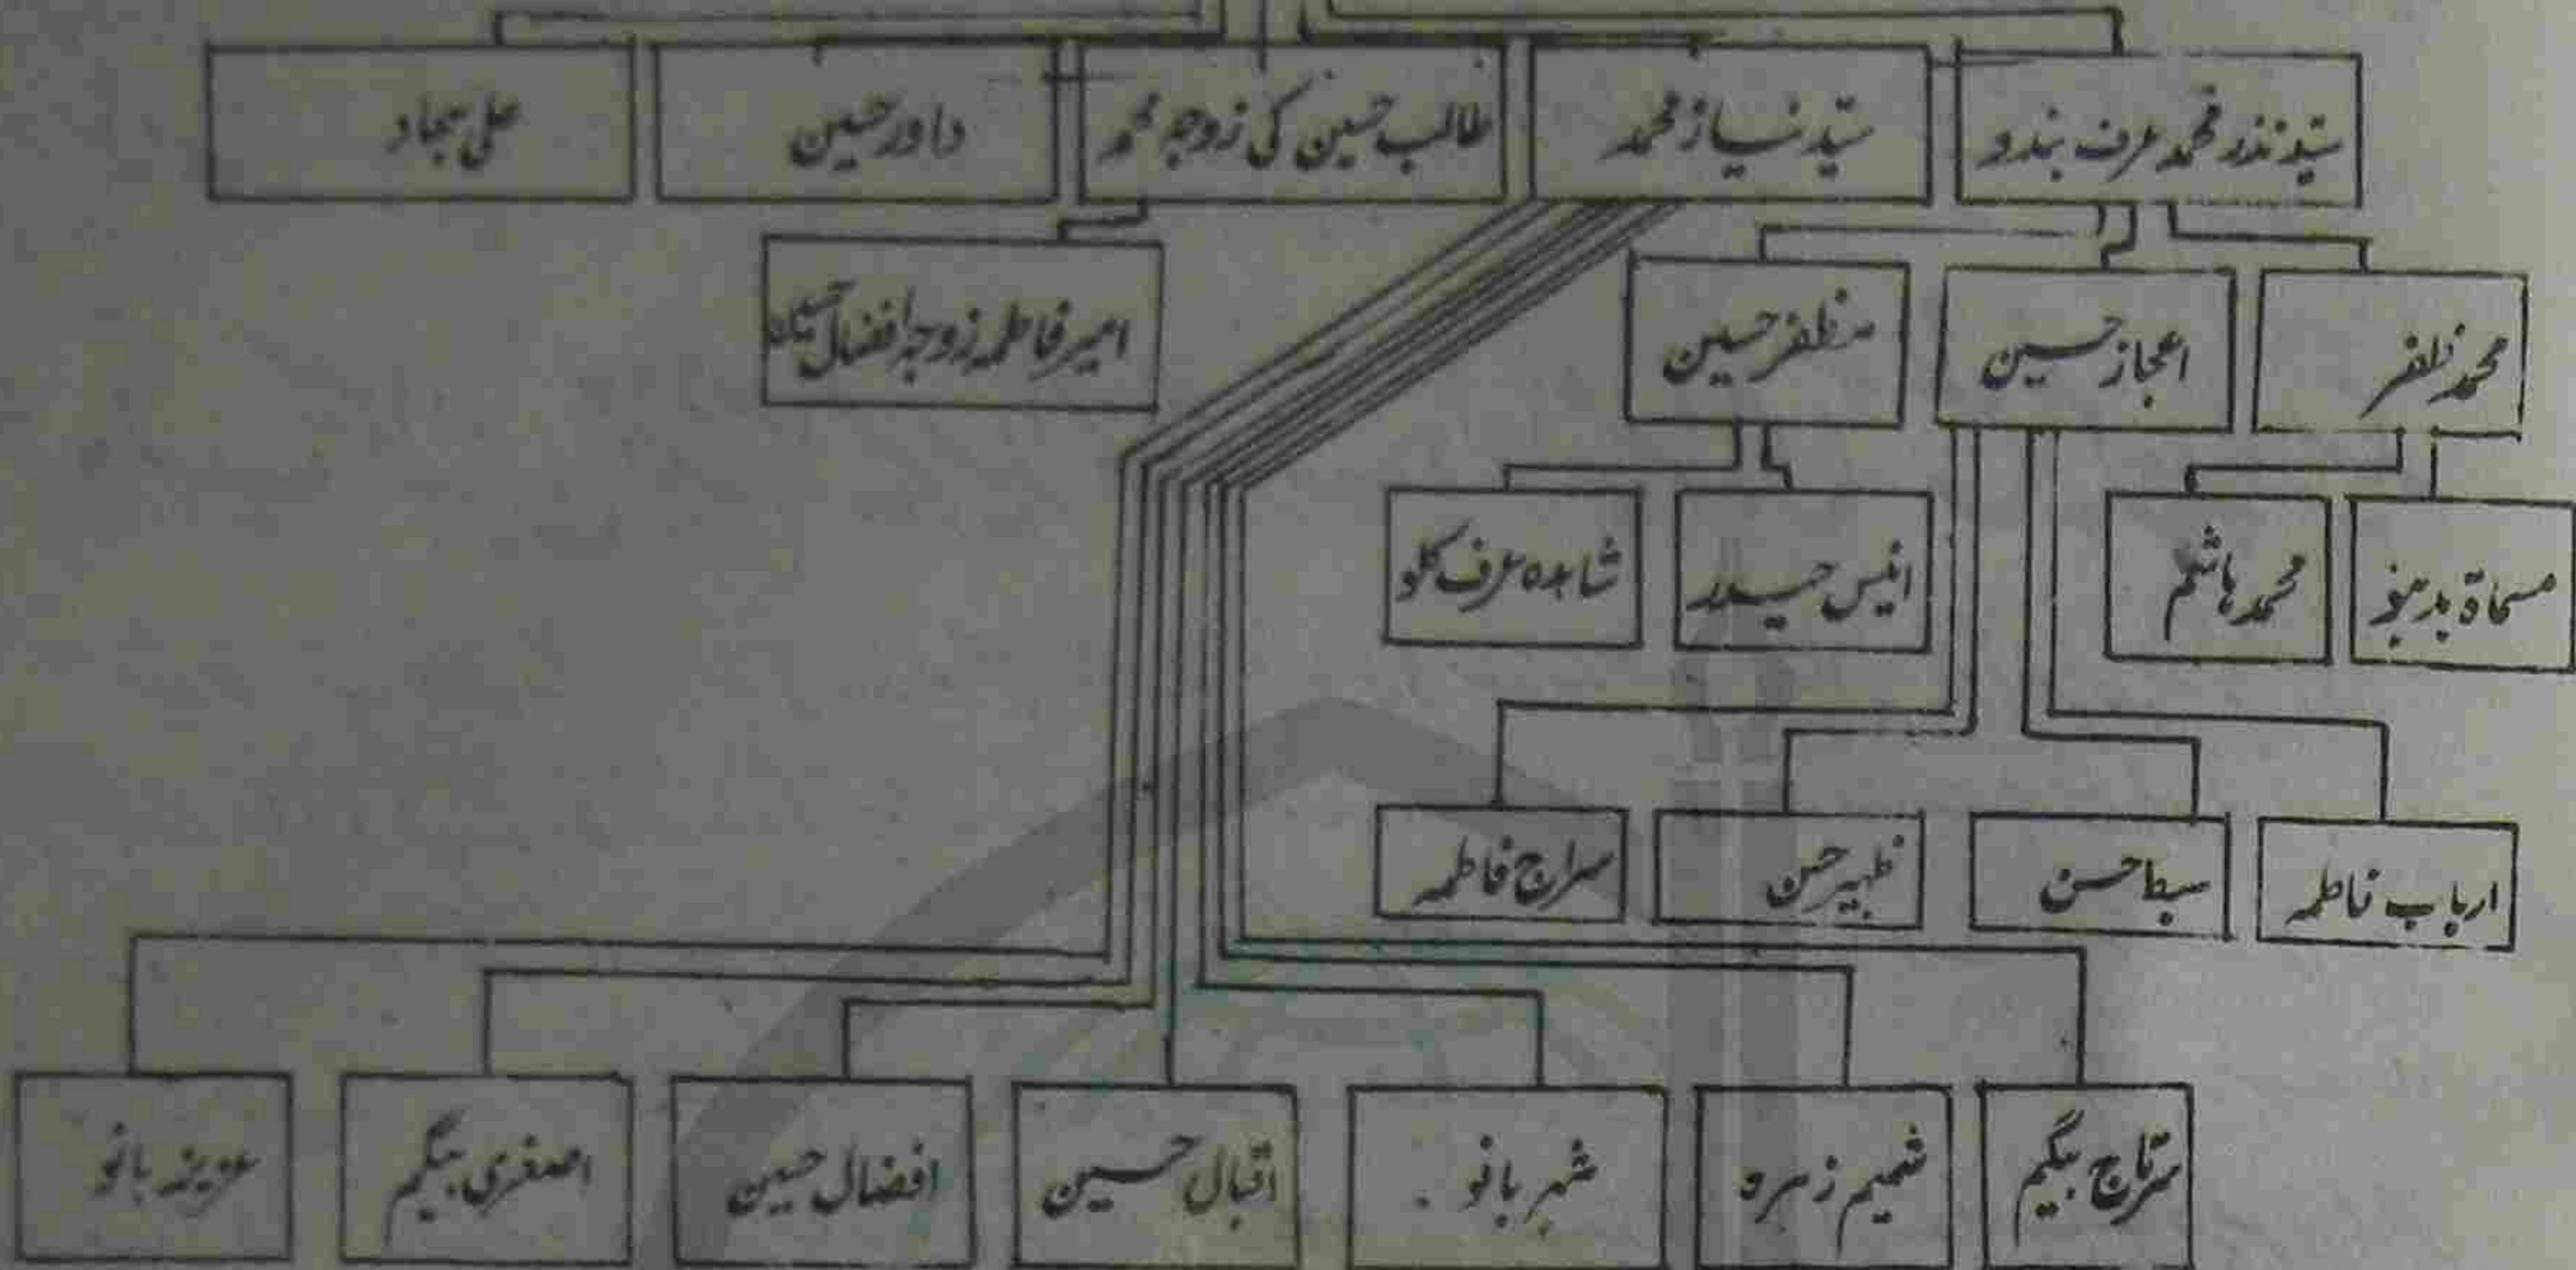 سید نذر محمد عرف بندو
سید نیاز محمد
طالب حسین کی زوجہ محمد
داور حسین
علی سجاد
امیر فاطمہ زوجہ افضال حسین
محمد ظفر
اعجاز حسین
مظفر حسین
مسماۃ
محمد ہاشم
انیس حیدر
شاہدہ عرف کلو
ارباب فاطمہ
سبط حسن
ظہیر حسن
سراج فاطمہ
سرتاج بیگم
شمیم زہرہ
شہر بانو
اقبال حسین
افضال حسین
اصغری بیگم
عزیز بانو